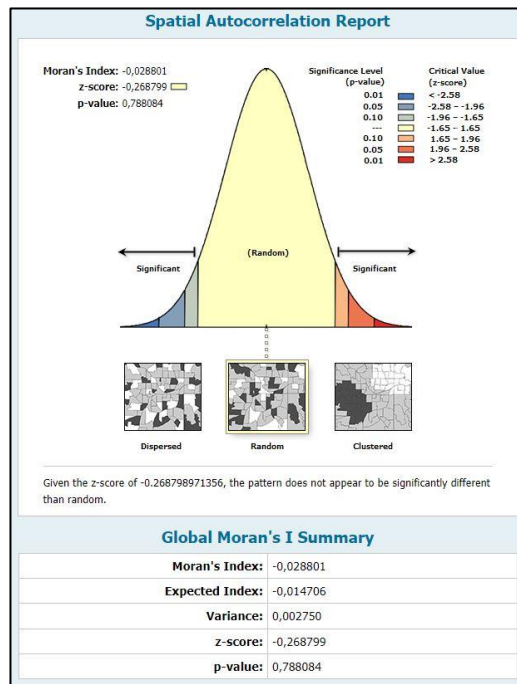 Spatial Autocorrelation Report
Moran's Index: -0,028801
z-score: -0,268799
p-value: 0,788084
Significance Level (p-value) Critical Value (z-score)
0.01 < -2.58
0.05 -2.58 – -1.96
0.10 -1.96 – -1.65
--- -1.65 – 1.65
0.10 1.65 – 1.96
0.05 1.96 – 2.58
0.01 > 2.58
(Random)
Significant Significant
Dispersed Random Clustered
Given the z-score of -0.268798971356, the pattern does not appear to be significantly different
than random.
Global Moran's I Summary
Moran's Index: -0,028801
Expected Index: -0,014706
Variance: 0,002750
z-score: -0,268799
p-value: 0,788084